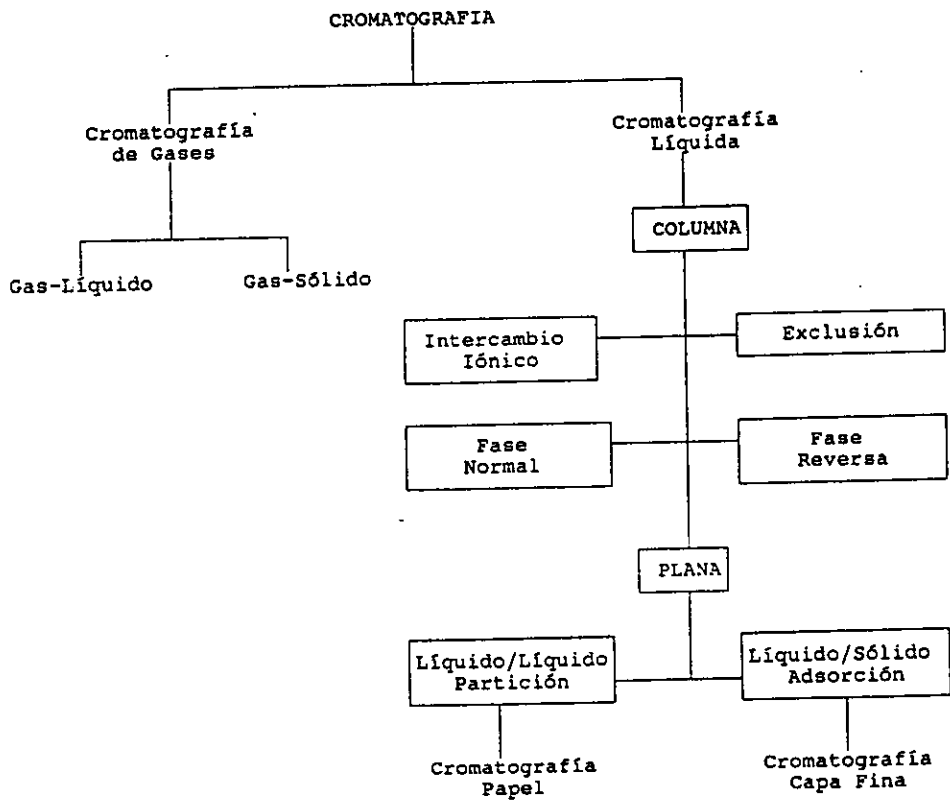 CROMATOGRAFIA
Cromatografía
de Gases
Cromatografía
Líquida
COLUMNA
Gas-Líquido
Gas-Sólido
Intercambio
Iónico
Exclusión
Fase
Normal
Fase
Reversa
PLANA
Líquido/Líquido
Partición
Líquido/Sólido
Adsorción
Cromatografía
Papel
Cromatografía
Capa Fina